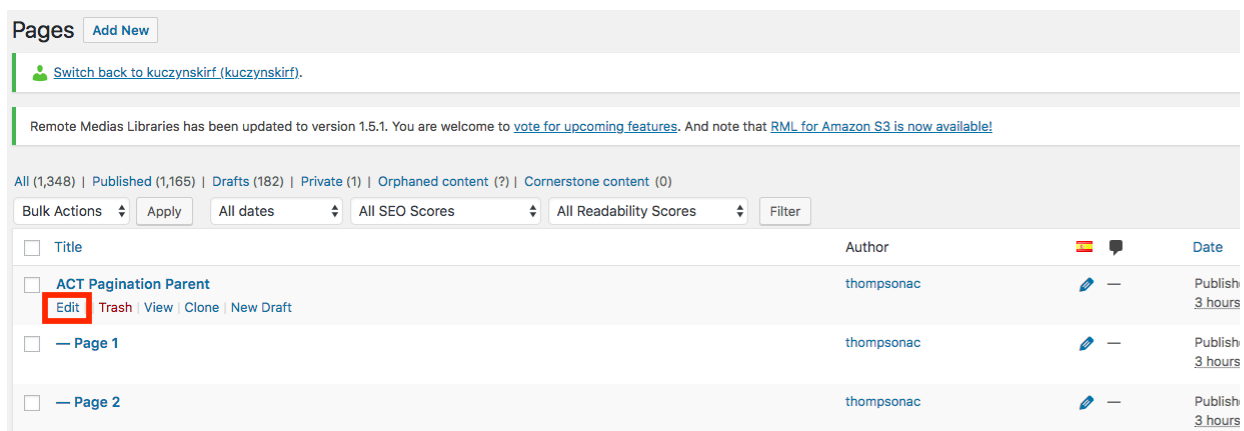 Pages Add New
Switch back to kuczynskirf (kuczynskirf).
Remote Medias Libraries has been updated to version 1.5.1. You are welcome to vote for upcoming features. And note that RML for Amazon S3 is now available!
All (1,348) | Published (1,165) | Drafts (182) | Private (1) | Orphaned content (?) | Cornerstone content (0)
Bulk Actions Apply All dates All SEO Scores All Readability Scores Filter
Title Author Date
ACT Pagination Parent thompsonac — Publishe
Edit | Trash | View | Clone | New Draft 3 hours
— Page 1 thompsonac — Publish
3 hours
— Page 2 thompsonac — Publish
3 hours